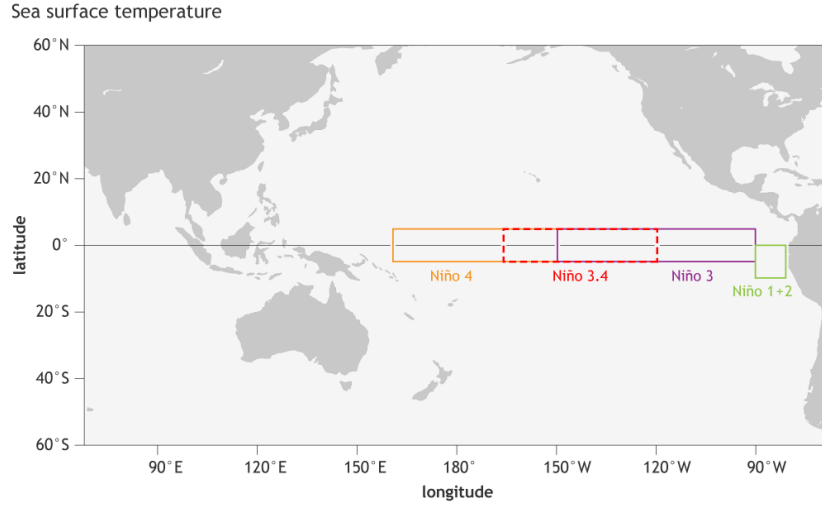 Sea surface temperature
60°N
40°N
20°N
0°
20°S
40°S
60°S
latitude
Niño 4
Niño 3.4
Niño 3
Niño 1+2
90°E
120°E
150°E
180°
150°W
120°W
90°W
longitude